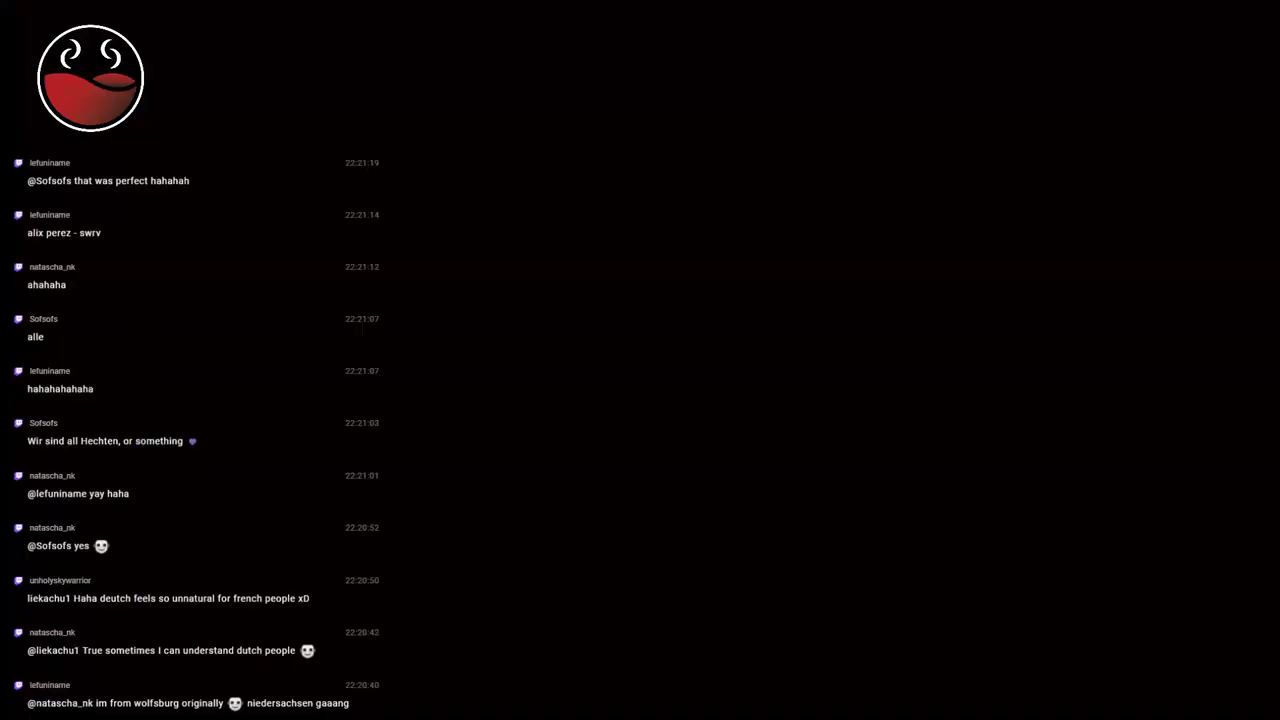 lefuniname 22:21:19
@Sofsofs that was perfect hahahah
lefuniname 22:21:14
alix perez - swrv
natascha_nk 22:21:12
ahahaha
Sofsofs 22:21:07
alle
lefuniname 22:21:07
hahahahahaha
Sofsofs 22:21:03
Wir sind all Hechten, or something 💜
natascha_nk 22:21:01
@lefuniname yay haha
natascha_nk 22:20:52
@Sofsofs yes
unholyskywarrior 22:20:50
liekachu1 Haha deutch feels so unnatural for french people xD
natascha_nk 22:20:42
@liekachu1 True sometimes I can understand dutch people
lefuniname 22:20:40
@natascha_nk im from wolfsburg originally niedersachsen gaaang